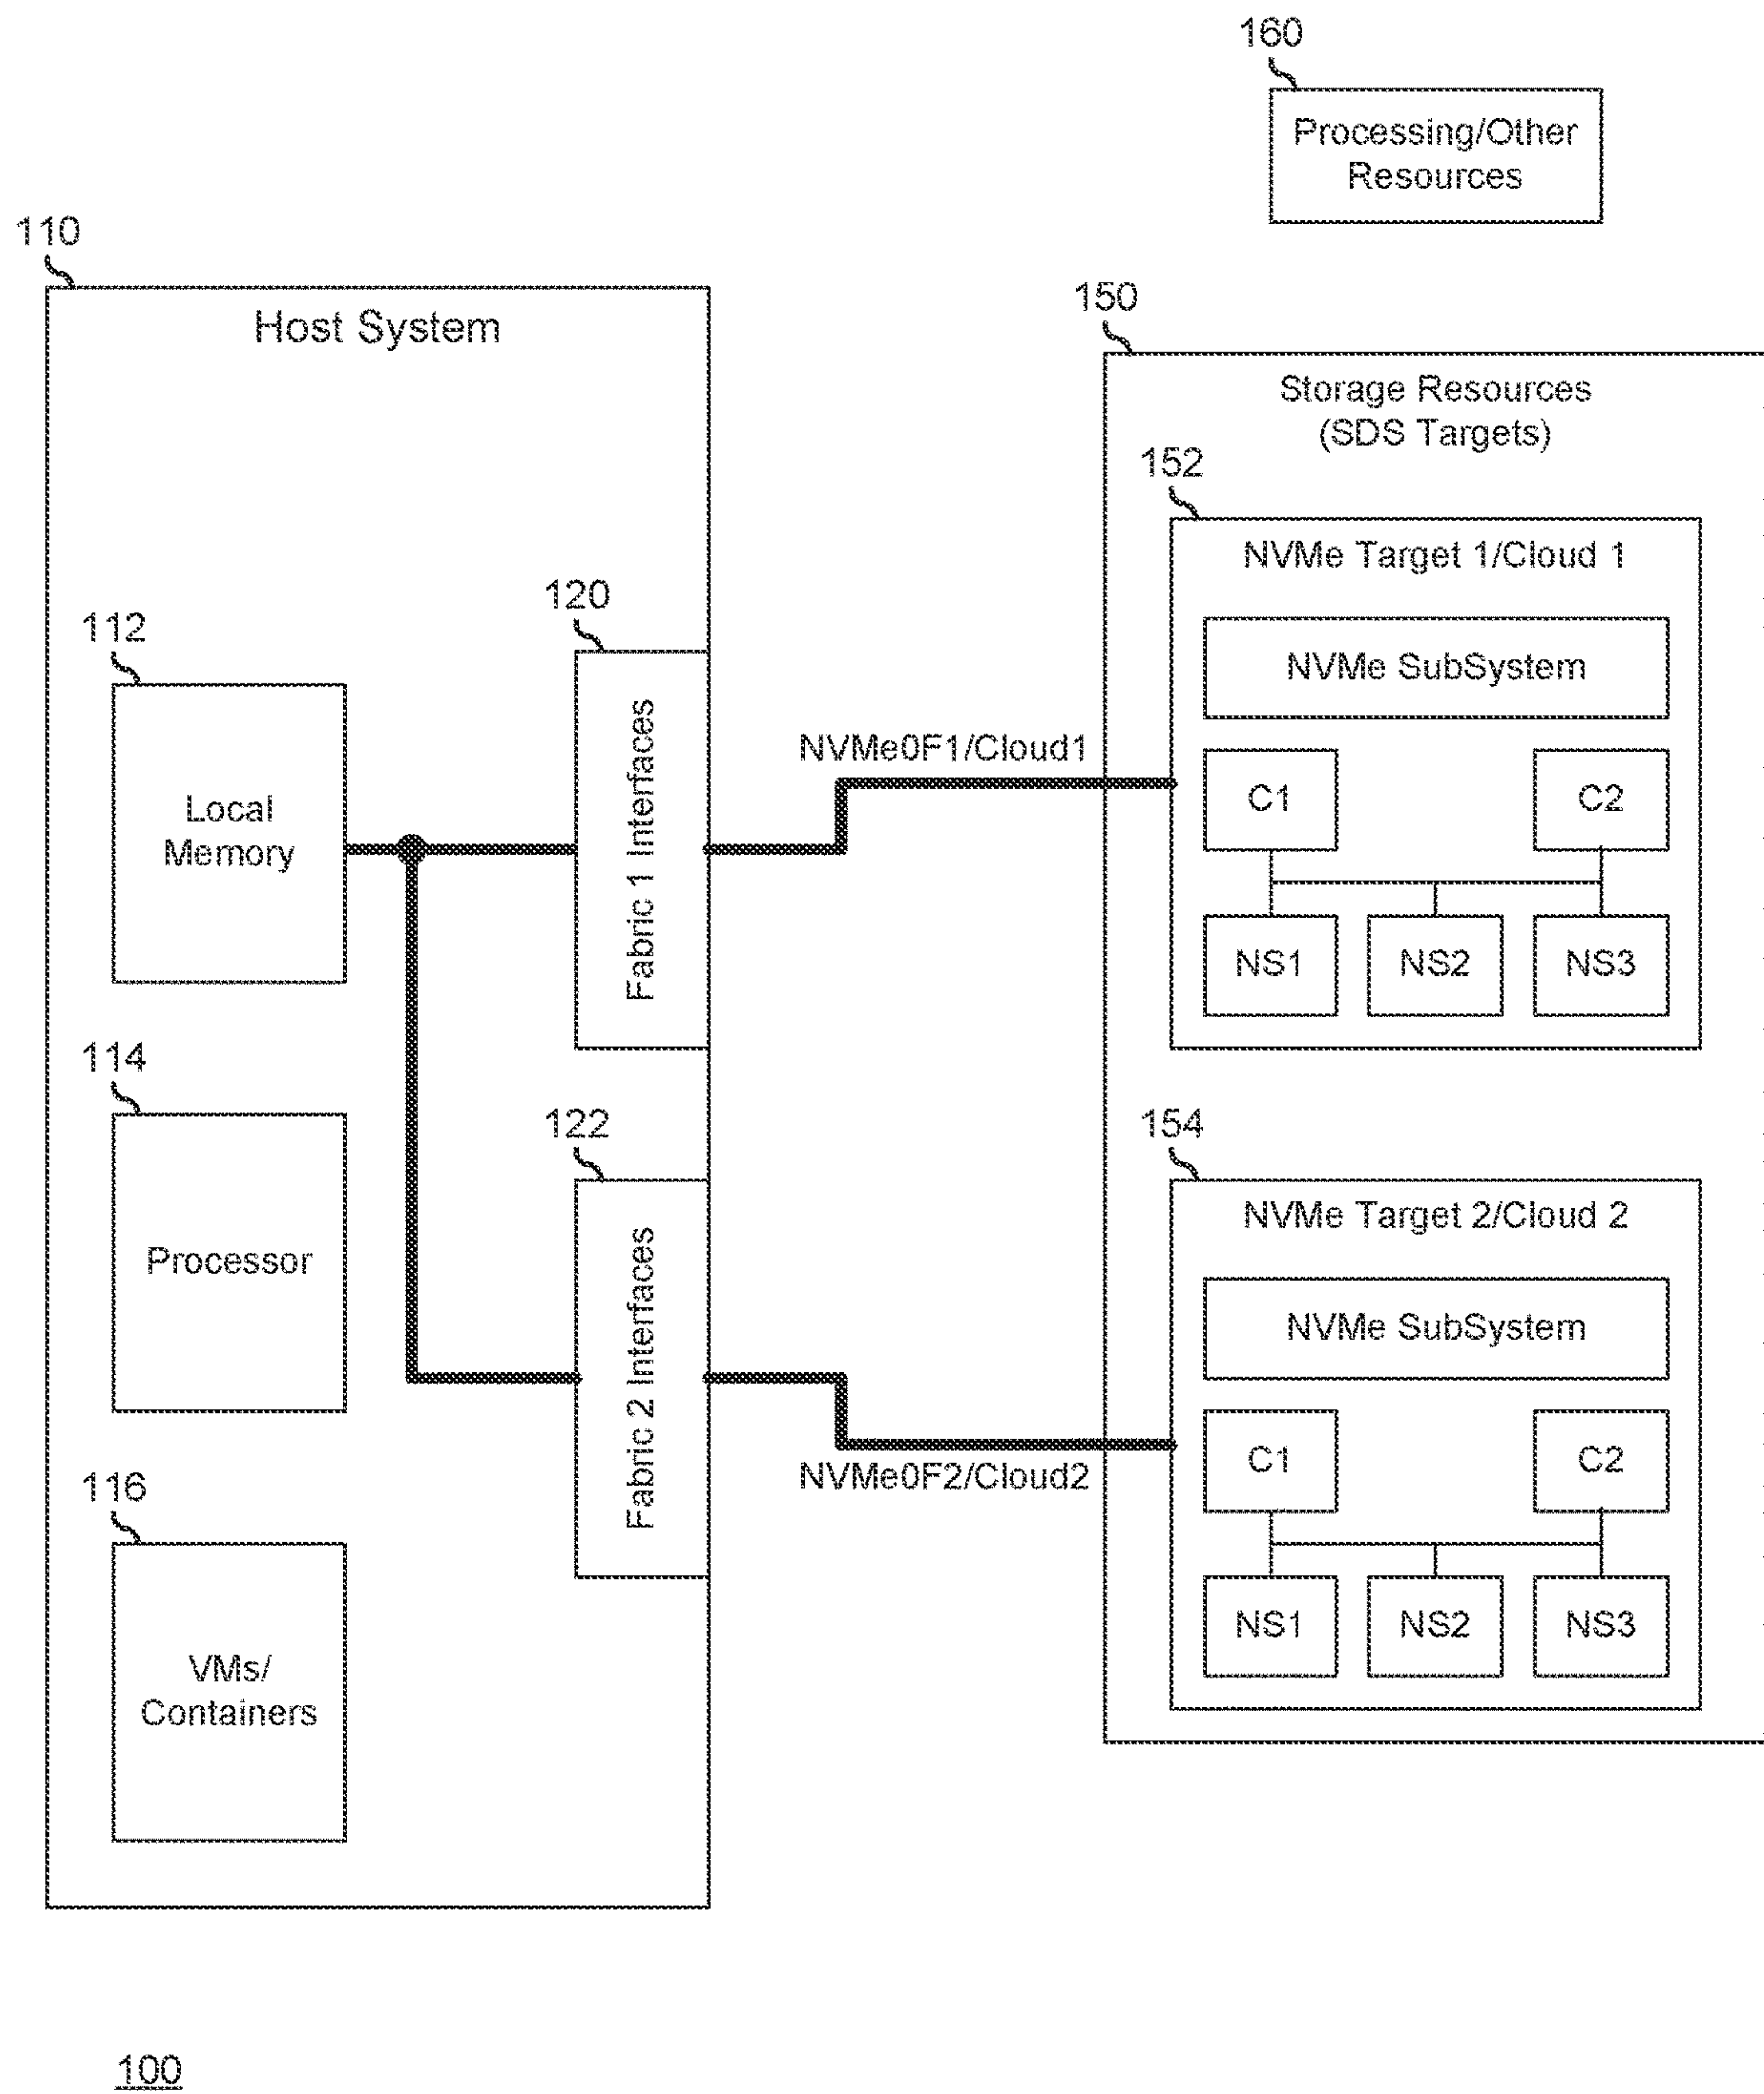 160
Processing/Other
Resources
110
Host System
150
Storage Resources
(SDS Targets)
152
NVMe Target 1/Cloud 1
NVMe SubSystem
C1
C2
NS1
NS2
NS3
120
Fabric 1 Interfaces
112
Local
Memory
NVMe0F1/Cloud1
114
Processor
122
Fabric 2 Interfaces
NVMe0F2/Cloud2
154
NVMe Target 2/Cloud 2
NVMe SubSystem
C1
C2
NS1
NS2
NS3
116
VMs/
Containers
100